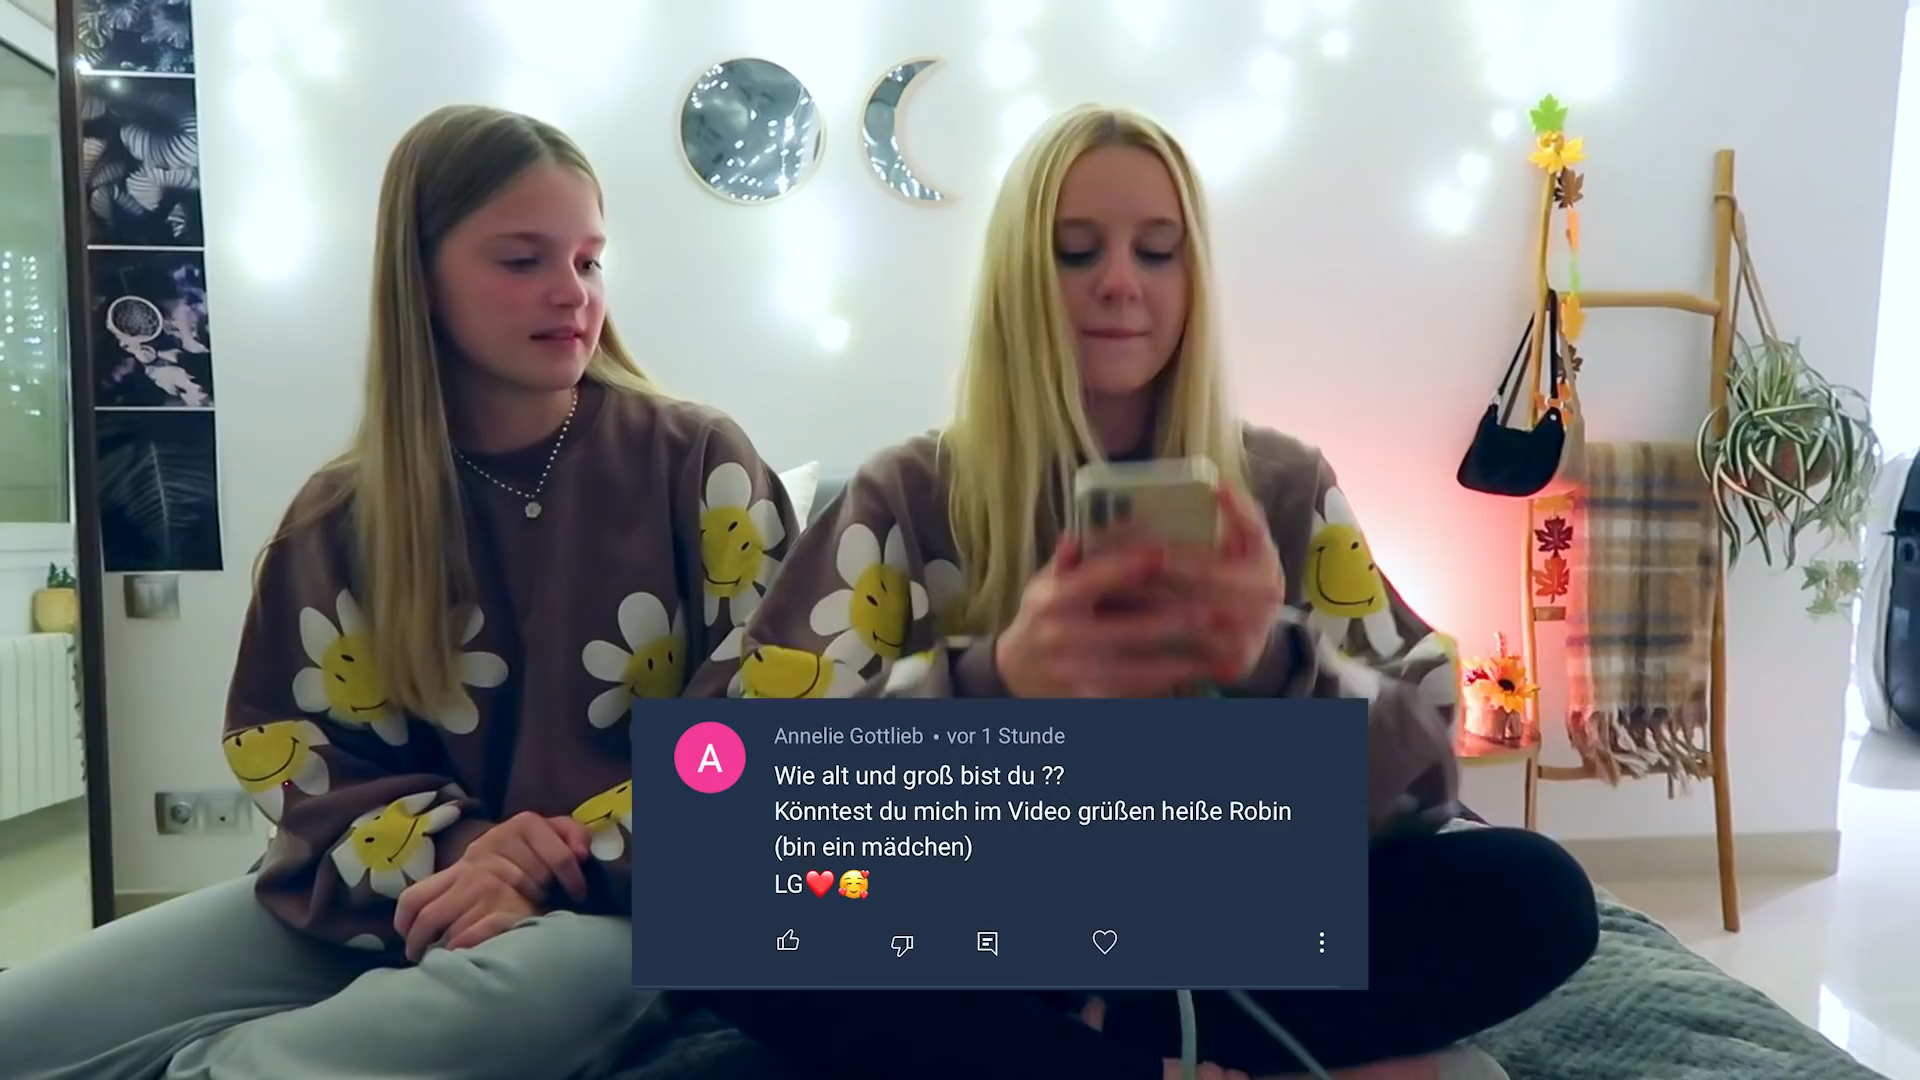 A
Annelie Gottlieb • vor 1 Stunde
Wie alt und groß bist du ??
Könntest du mich im Video grüßen heiße Robin
(bin ein mädchen)
LG❤️🥰